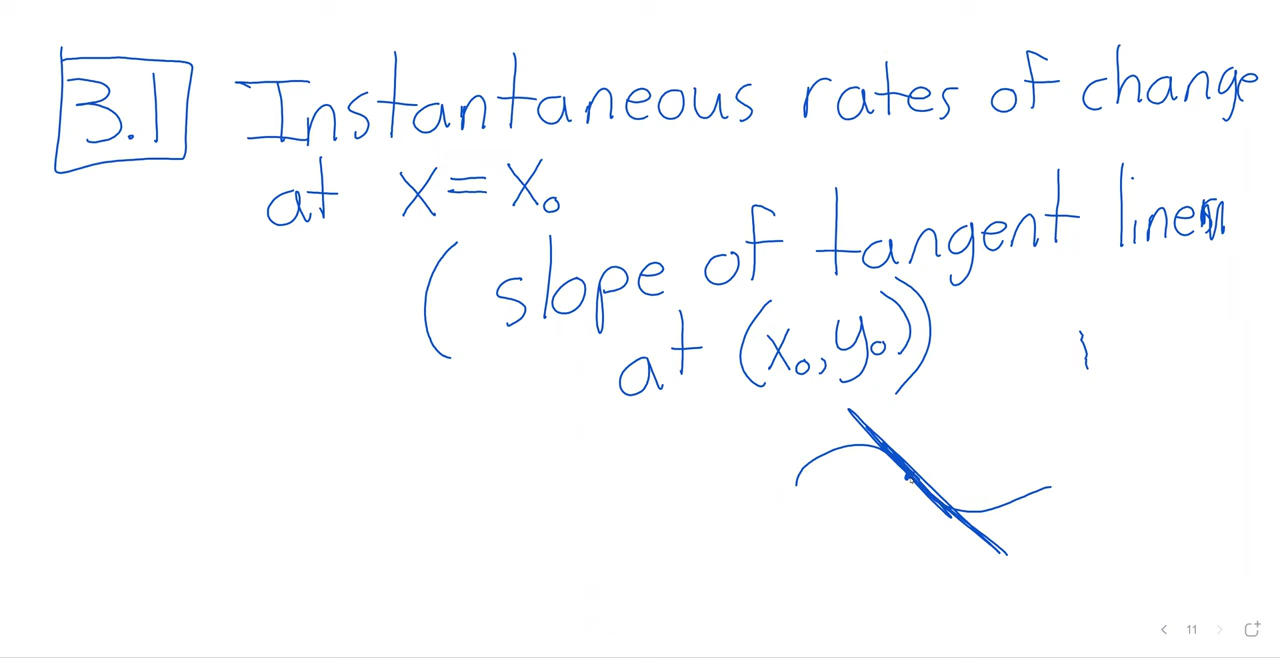 3.1 Instantaneous rates of change
at x = x₀
( slope of tangent line
at (x₀, y₀))
< 11 >